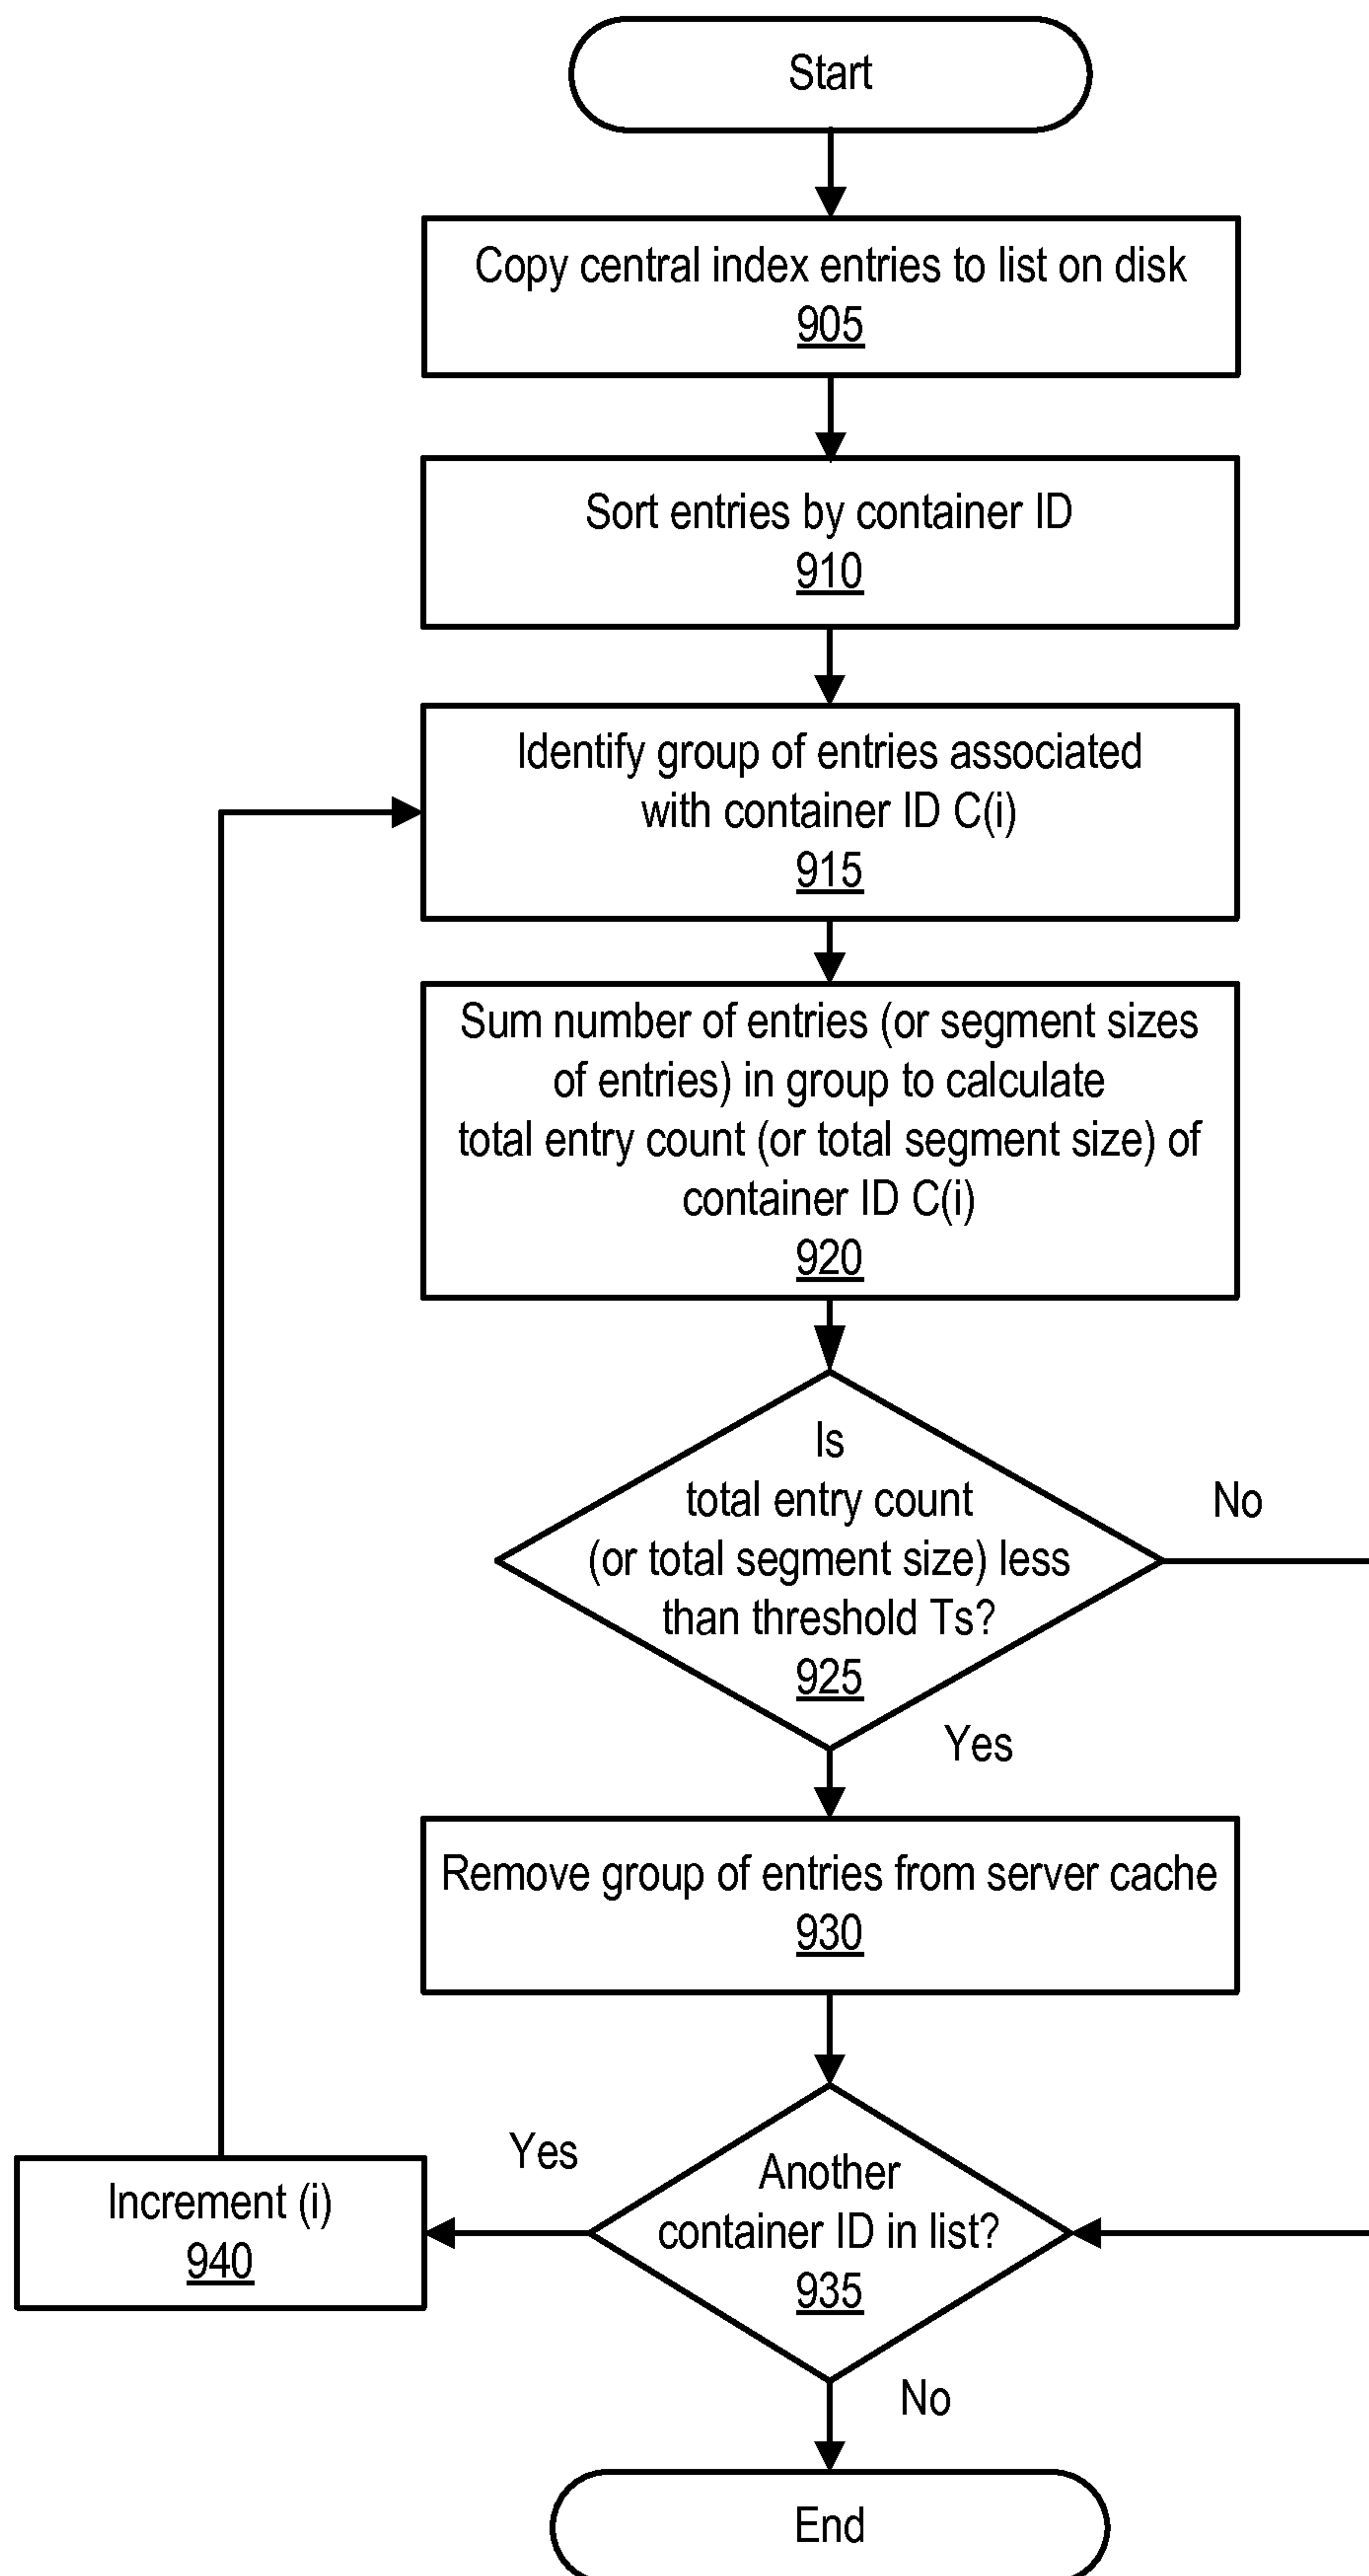 Start
Copy central index entries to list on disk
905
Sort entries by container ID
910
Identify group of entries associated
with container ID C(i)
915
Sum number of entries (or segment sizes
of entries) in group to calculate
total entry count (or total segment size) of
container ID C(i)
920
Is
total entry count
(or total segment size) less
than threshold Ts?
925
No
Yes
Remove group of entries from server cache
930
Another
container ID in list?
935
Yes
Increment (i)
940
No
End